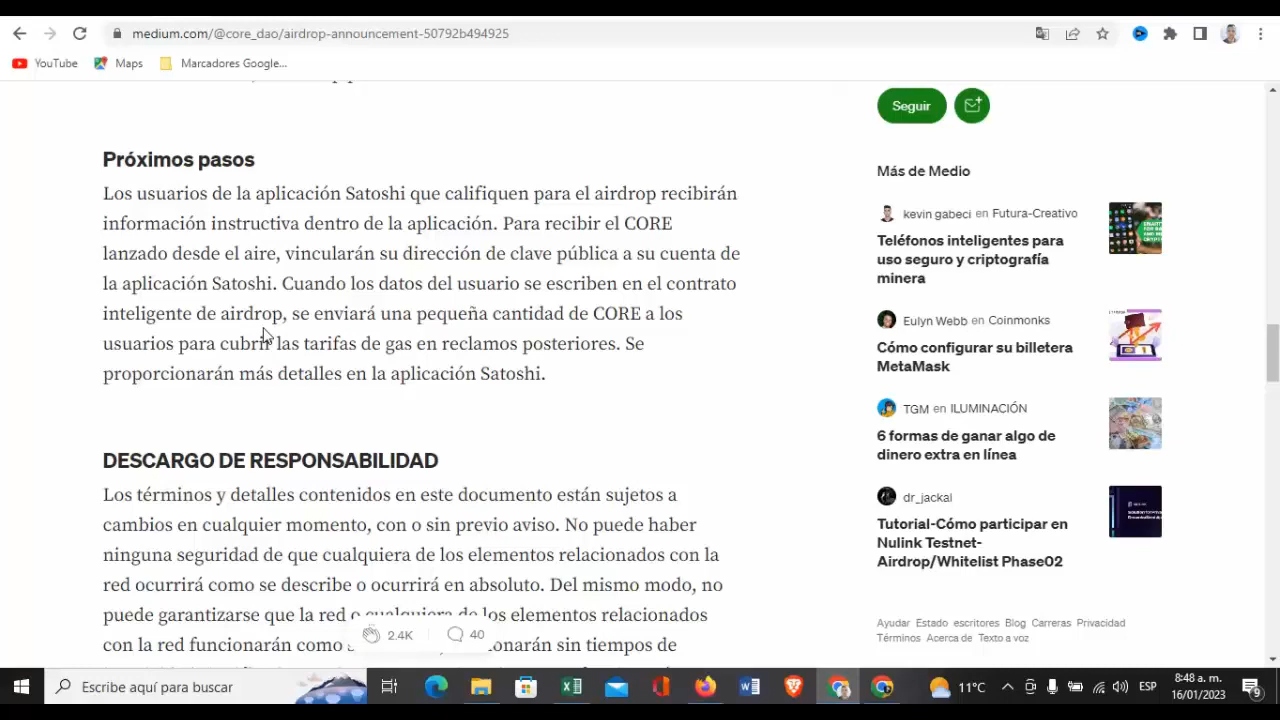 medium.com/@core_dao/airdrop-announcement-50792b494925
YouTube
Maps
Marcadores Google...
Próximos pasos
Los usuarios de la aplicación Satoshi que califiquen para el airdrop recibirán
información instructiva dentro de la aplicación. Para recibir el CORE
lanzado desde el aire, vincularán su dirección de clave pública a su cuenta de
la aplicación Satoshi. Cuando los datos del usuario se escriben en el contrato
inteligente de airdrop, se enviará una pequeña cantidad de CORE a los
usuarios para cubrir las tarifas de gas en reclamos posteriores. Se
proporcionarán más detalles en la aplicación Satoshi.
DESCARGO DE RESPONSABILIDAD
Los términos y detalles contenidos en este documento están sujetos a
cambios en cualquier momento, con o sin previo aviso. No puede haber
ninguna seguridad de que cualquiera de los elementos relacionados con la
red ocurrirá como se describe o ocurrirá en absoluto. Del mismo modo, no
puede garantizarse que la red o cualquiera de los elementos relacionados
con la red funcionarán como sin tiempos de
2.4K
40
Seguir
Más de Medio
kevin gabeci en Futura-Creativo
Teléfonos inteligentes para
uso seguro y criptografía
minera
Eulyn Webb en Coinmonks
Cómo configurar su billetera
MetaMask
TGM en ILUMINACIÓN
6 formas de ganar algo de
dinero extra en línea
dr_jackal
Tutorial-Cómo participar en
Nulink Testnet-
Airdrop/Whitelist Phase02
Ayudar Estado escritores Blog Carreras Privacidad
Términos Acerca de Texto a voz
Escribe aquí para buscar
11°C
ESP
8:48 a. m.
16/01/2023
9